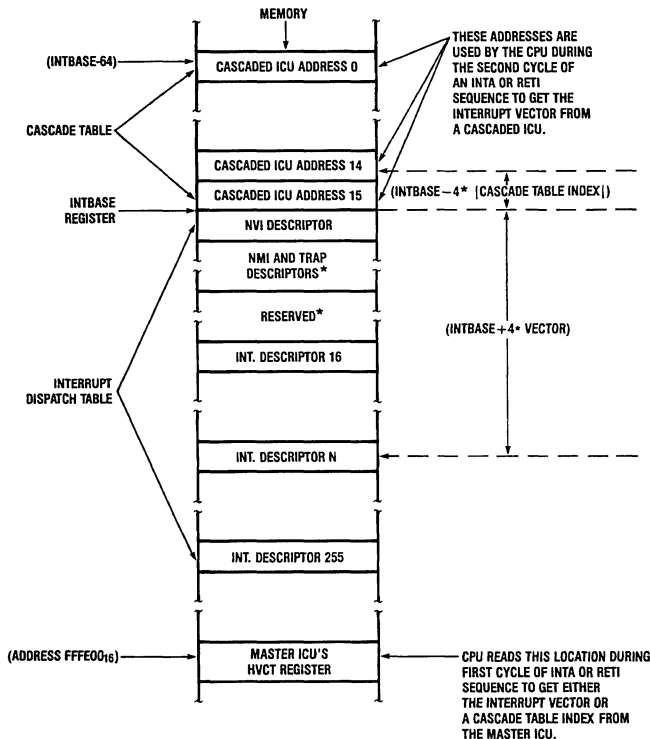 MEMORY
(INTBASE-64)
CASCADED ICU ADDRESS 0
THESE ADDRESSES ARE
USED BY THE CPU DURING
THE SECOND CYCLE OF
AN INTA OR RETI
SEQUENCE TO GET THE
INTERRUPT VECTOR FROM
A CASCADED ICU.
CASCADE TABLE
CASCADED ICU ADDRESS 14
CASCADED ICU ADDRESS 15
(INTBASE-4* |CASCADE TABLE INDEX|)
INTBASE
REGISTER
NVI DESCRIPTOR
NMI AND TRAP
DESCRIPTORS*
RESERVED*
(INTBASE+4* VECTOR)
INT. DESCRIPTOR 16
INTERRUPT
DISPATCH TABLE
INT. DESCRIPTOR N
INT. DESCRIPTOR 255
(ADDRESS FFFE00₁₆)
MASTER ICU'S
HVCT REGISTER
CPU READS THIS LOCATION DURING
FIRST CYCLE OF INTA OR RETI
SEQUENCE TO GET EITHER
THE INTERRUPT VECTOR OR
A CASCADE TABLE INDEX FROM
THE MASTER ICU.